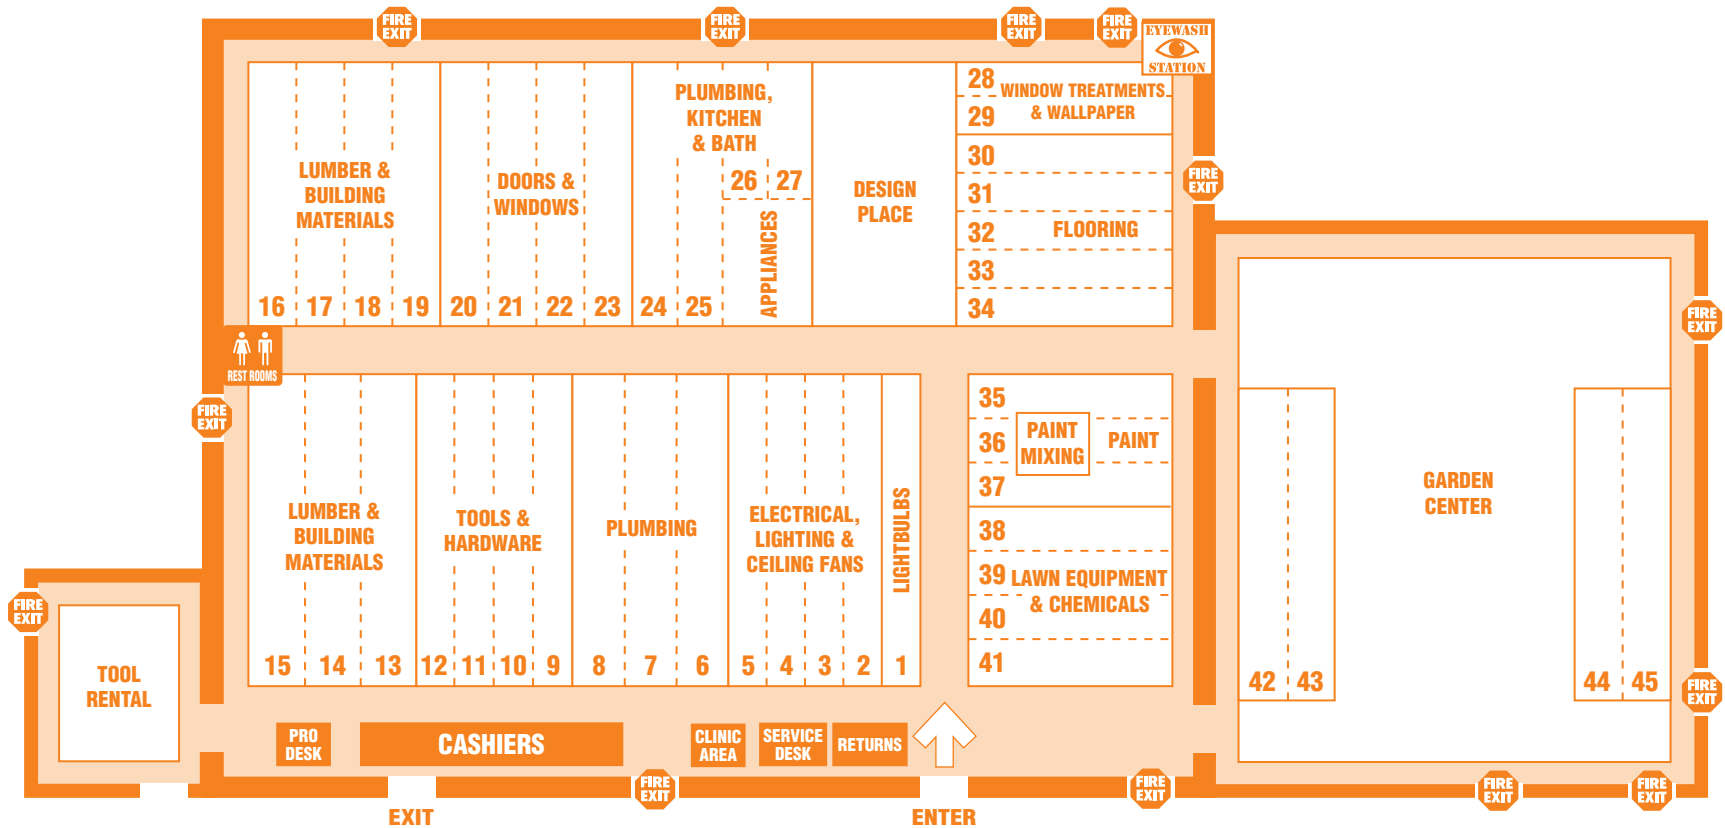 FIRE
EXIT
FIRE
EXIT
FIRE
EXIT
FIRE
EXIT
EYEWASH
STATION
LUMBER &
BUILDING
MATERIALS
16 17 18 19
DOORS &
WINDOWS
20 21 22 23
PLUMBING,
KITCHEN
& BATH
26 27
APPLIANCES
24 25
DESIGN
PLACE
28
29
WINDOW TREATMENTS
& WALLPAPER
30
31
32
33
34
FLOORING
FIRE
EXIT
REST ROOMS
FIRE
EXIT
LUMBER &
BUILDING
MATERIALS
15 14 13
TOOLS &
HARDWARE
12 11 10 9
PLUMBING
8 7 6
ELECTRICAL,
LIGHTING &
CEILING FANS
5 4 3 2
LIGHTBULBS
1
35
36
37
PAINT
MIXING
PAINT
38
39
40
41
LAWN EQUIPMENT
& CHEMICALS
GARDEN
CENTER
42 43
44 45
FIRE
EXIT
FIRE
EXIT
FIRE
EXIT
TOOL
RENTAL
PRO
DESK
CASHIERS
CLINIC
AREA
SERVICE
DESK
RETURNS
FIRE
EXIT
FIRE
EXIT
FIRE
EXIT
FIRE
EXIT
EXIT
ENTER